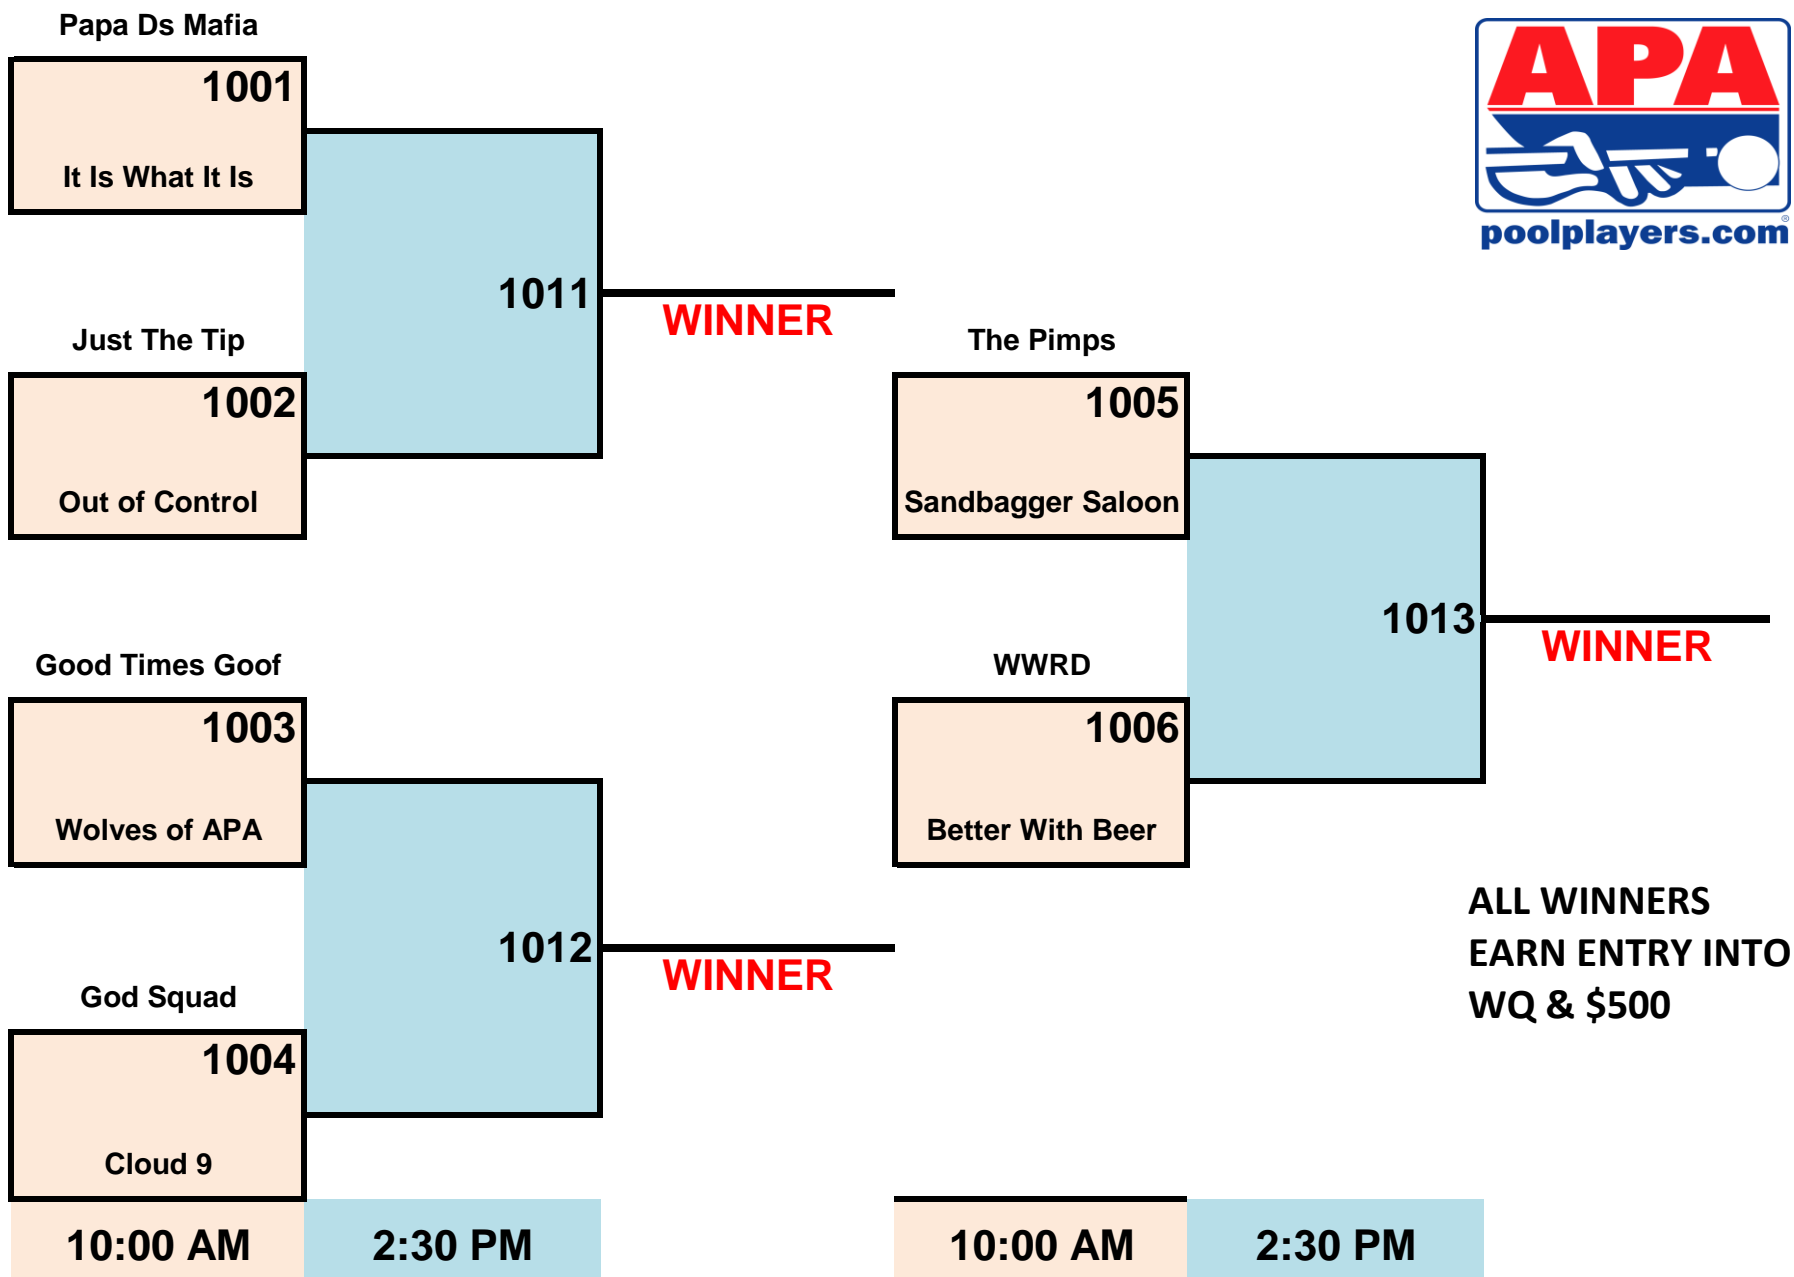 Papa Ds Mafia
1001
It Is What It Is
1011
WINNER
Just The Tip
1002
Out of Control
Good Times Goof
1003
Wolves of APA
1012
WINNER
God Squad
1004
Cloud 9
10:00 AM
2:30 PM
APA
poolplayers.com
®
The Pimps
1005
Sandbagger Saloon
1013
WINNER
WWRD
1006
Better With Beer
ALL WINNERS
EARN ENTRY INTO
WQ & $500
10:00 AM
2:30 PM